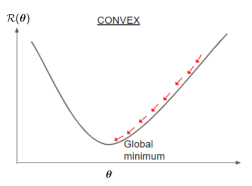 R(θ)
CONVEX
Global
minimum
θ